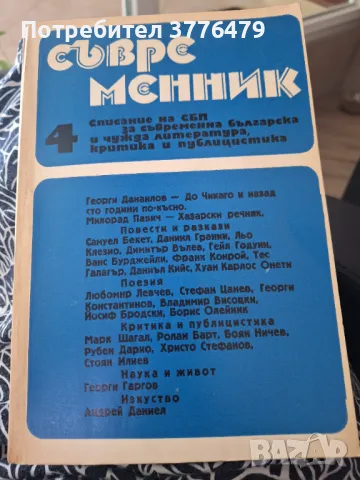 Потребител 3776479
СЪВРЕ
МЕННИК
4
Списание на СБП
за съвременна българска
и чужда литература,
критика и публицистика
Георги Данаилов — До Чикаго и назад
сто години по-късно.
Милорад Павич — Хазарски речник.
Повести и разкази
Самуел Бекет, Даниил Гранин, Льо
Клезио, Димитър Вълев, Гейл Годуин,
Ванс Бурджейли, Франк Конрой, Тес
Галагър, Даниъл Кийс, Хуан Карлос Онети
Поезия
Любомир Левчев, Стефан Цанев, Георги
Константинов, Владимир Висоцки,
Йосиф Бродски, Борис Олейник
Критика и публицистика
Марк Шагал, Ролан Барт, Боян Ничев,
Рубен Дарио, Христо Стефанов,
Стоян Илиев
Наука и живот
Георги Гаргов
Изкуство
Андрей Даниел
BAZAR